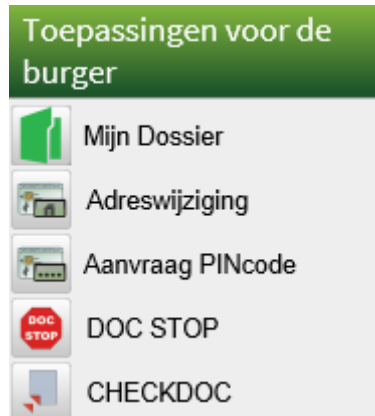 Toepassingen voor de
burger
Mijn Dossier
Adreswijziging
Aanvraag PINcode
DOC
STOP
DOC STOP
CHECKDOC